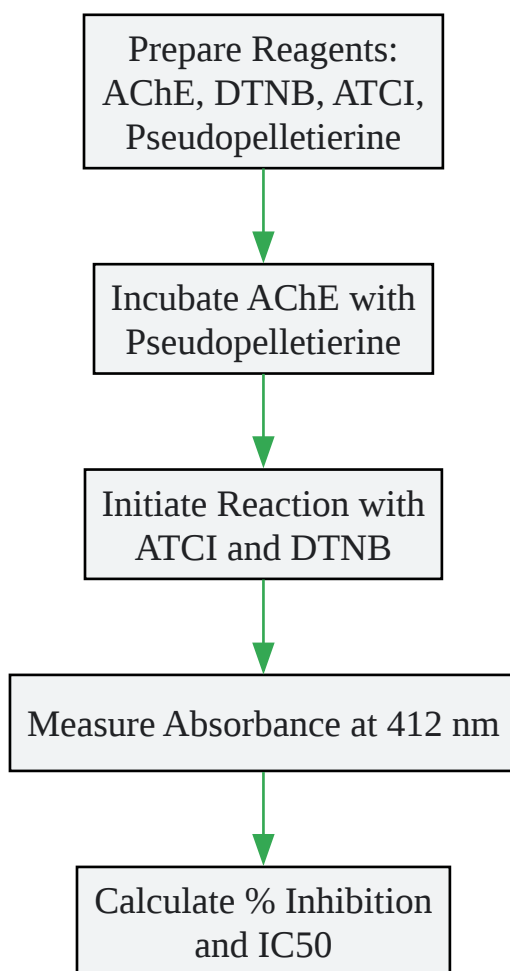 Prepare Reagents:
AChE, DTNB, ATCI,
Pseudopelletierine
Incubate AChE with
Pseudopelletierine
Initiate Reaction with
ATCI and DTNB
Measure Absorbance at 412 nm
Calculate % Inhibition
and IC50